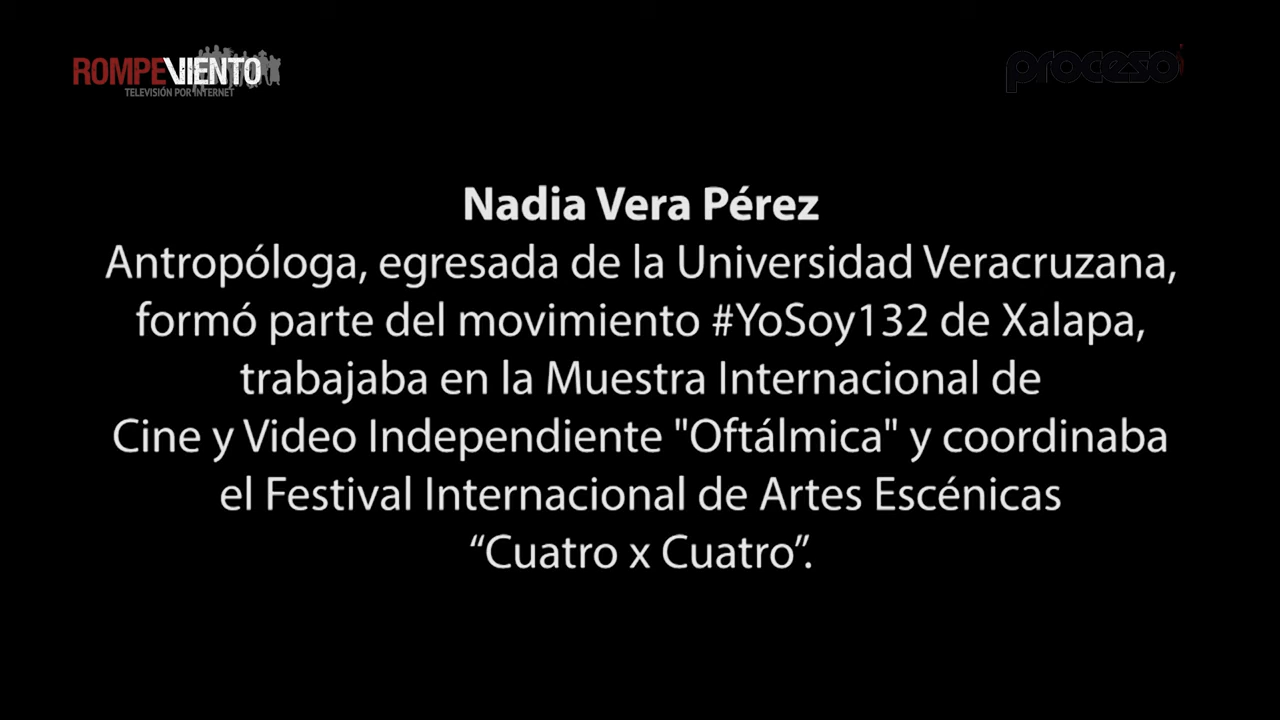 ROMPEVIENTO
TELEVISIÓN POR INTERNET
proceso
Nadia Vera Pérez
Antropóloga, egresada de la Universidad Veracruzana,
formó parte del movimiento #YoSoy132 de Xalapa,
trabajaba en la Muestra Internacional de
Cine y Video Independiente "Oftálmica" y coordinaba
el Festival Internacional de Artes Escénicas
“Cuatro x Cuatro”.